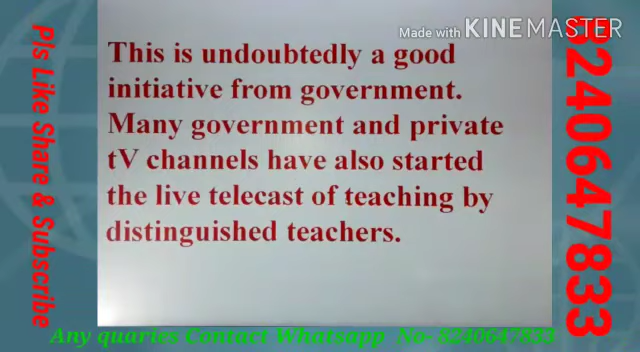 Made with KINEMASTER
This is undoubtedly a good
initiative from government.
Many government and private
tV channels have also started
the live telecast of teaching by
distinguished teachers.
Pls Like Share & Subscribe
8240647833
Any quaries Contact Whatsapp No- 8240647833